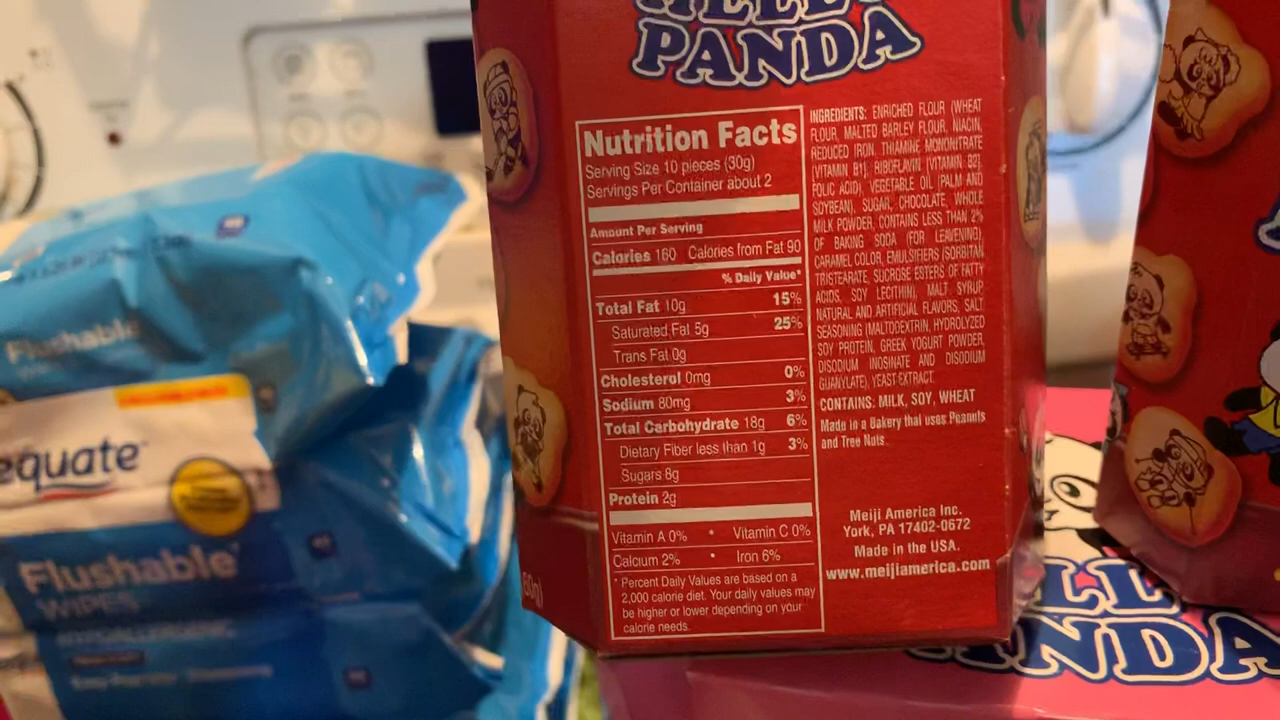 HELLO
PANDA
Nutrition Facts
Serving Size 10 pieces (30g)
Servings Per Container about 2
Amount Per Serving
Calories 160 Calories from Fat 90
% Daily Value*
Total Fat 10g 15%
Saturated Fat 5g 25%
Trans Fat 0g
Cholesterol 0mg 0%
Sodium 80mg 3%
Total Carbohydrate 18g 6%
Dietary Fiber less than 1g 3%
Sugars 8g
Protein 2g
Vitamin A 0% • Vitamin C 0%
Calcium 2% • Iron 6%
* Percent Daily Values are based on a
2,000 calorie diet. Your daily values may
be higher or lower depending on your
calorie needs.
INGREDIENTS: ENRICHED FLOUR (WHEAT
FLOUR, MALTED BARLEY FLOUR, NIACIN,
REDUCED IRON, THIAMINE MONONITRATE
[VITAMIN B1], RIBOFLAVIN [VITAMIN B2],
FOLIC ACID), VEGETABLE OIL (PALM AND
SOYBEAN), SUGAR, CHOCOLATE, WHOLE
MILK POWDER, CONTAINS LESS THAN 2%
OF BAKING SODA (FOR LEAVENING),
CARAMEL COLOR, EMULSIFIERS (SORBITAN
TRISTEARATE, SUCROSE ESTERS OF FATTY
ACIDS, SOY LECITHIN), MALT SYRUP,
NATURAL AND ARTIFICIAL FLAVORS, SALT,
SEASONING (MALTODEXTRIN, HYDROLYZED
SOY PROTEIN, GREEK YOGURT POWDER,
DISODIUM INOSINATE AND DISODIUM
GUANYLATE), YEAST EXTRACT.
CONTAINS: MILK, SOY, WHEAT
Made in a Bakery that uses Peanuts
and Tree Nuts.
Meiji America Inc.
York, PA 17402-0672
Made in the USA.
www.meijiamerica.com
(60g)
Flushable
equate
Flushable
WIPES
HYPOALLERGENIC
LL
ANDA